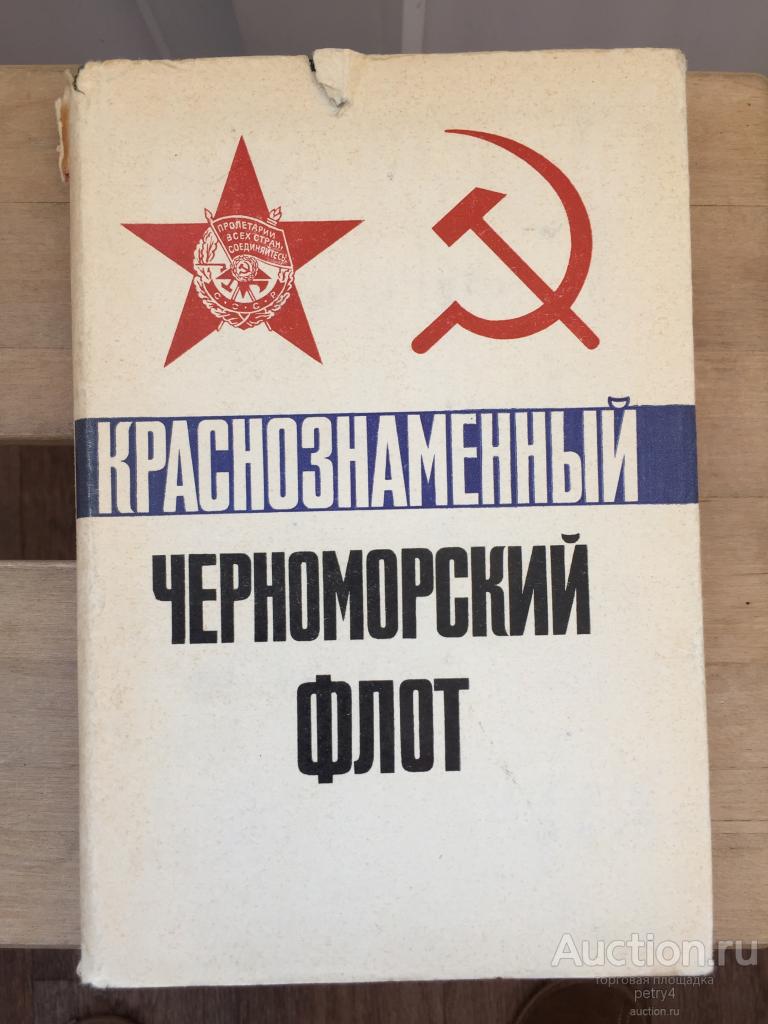 ПРОЛЕТАРИИ
ВСЕХ СТРАН,
СОЕДИНЯЙТЕСЬ!
С·С·С·Р
КРАСНОЗНАМЕННЫЙ
ЧЕРНОМОРСКИЙ
ФЛОТ
Auction.ru
торговая площадка
petry4
auction.ru